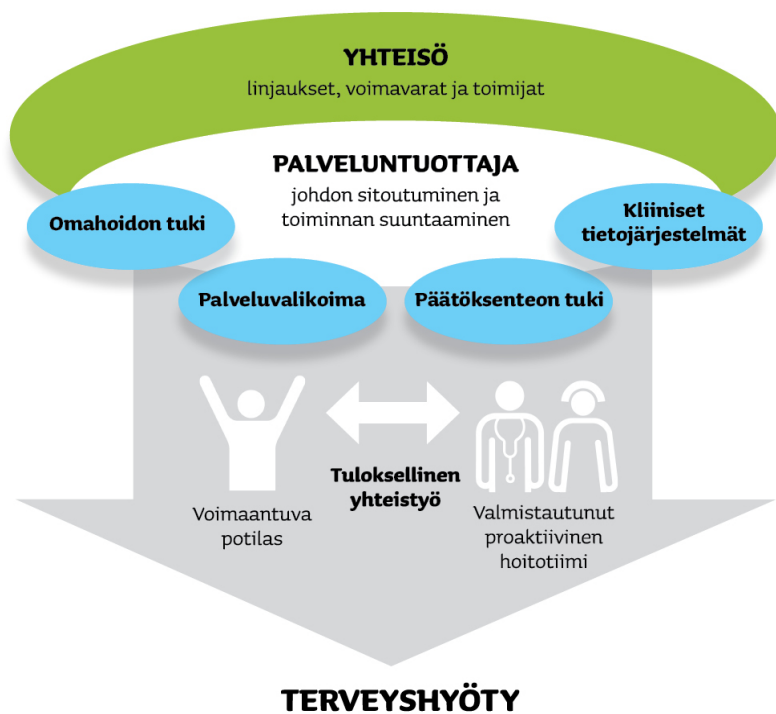 YHTEISÖ
linjaukset, voimavarat ja toimijat
PALVELUNTUOTTAJA
johdon sitoutuminen ja
toiminnan suuntaaminen
Omahoidon tuki
Kliiniset
tietojärjestelmät
Palveluvalikoima
Päätöksenteon tuki
Tuloksellinen
yhteistyö
Voimaantuva
potilas
Valmistautunut
proaktiivinen
hoitotiimi
TERVEYSHYÖTY